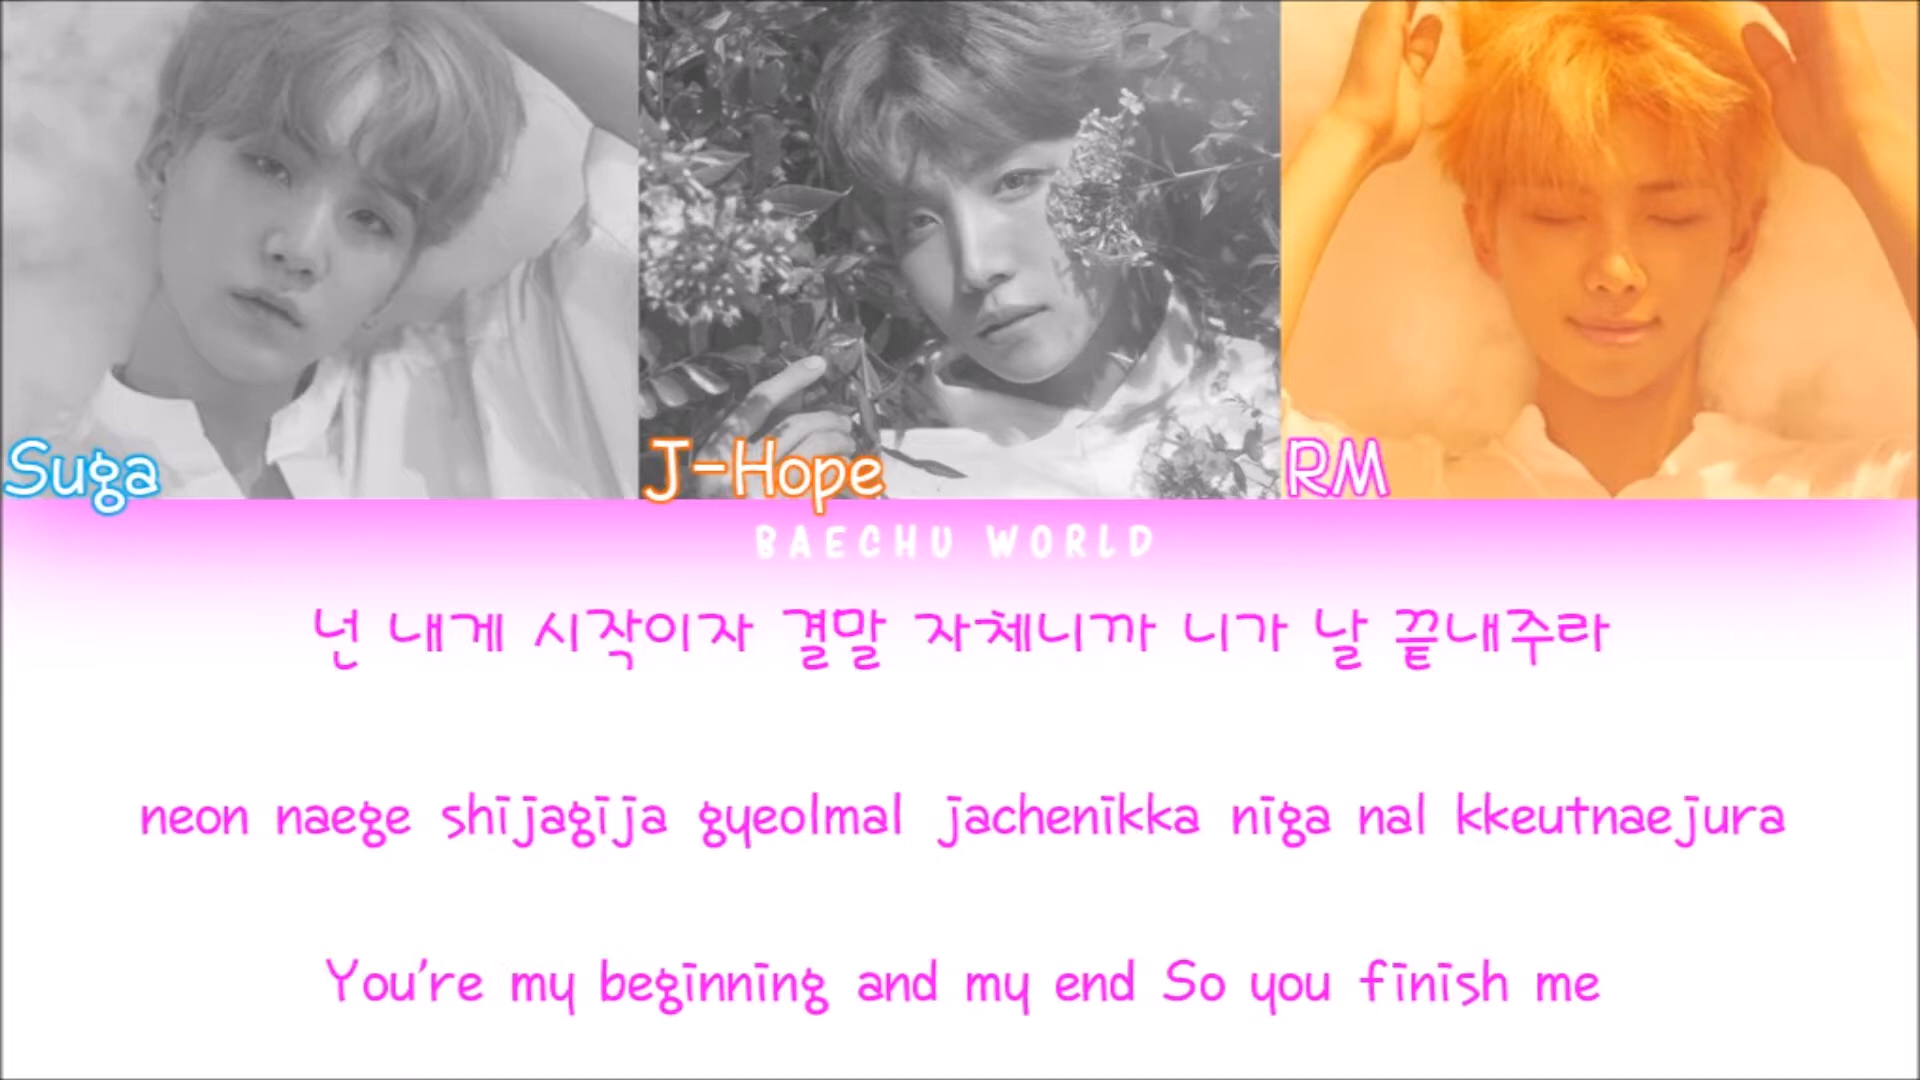 Suga
J-Hope
RM
BAECHU WORLD
넌 내게 시작이자 결말 자체니까 니가 날 끝내주라
neon naege shijagija gyeolmal jachenikka niga nal kkeutnaejura
You're my beginning and my end So you finish me